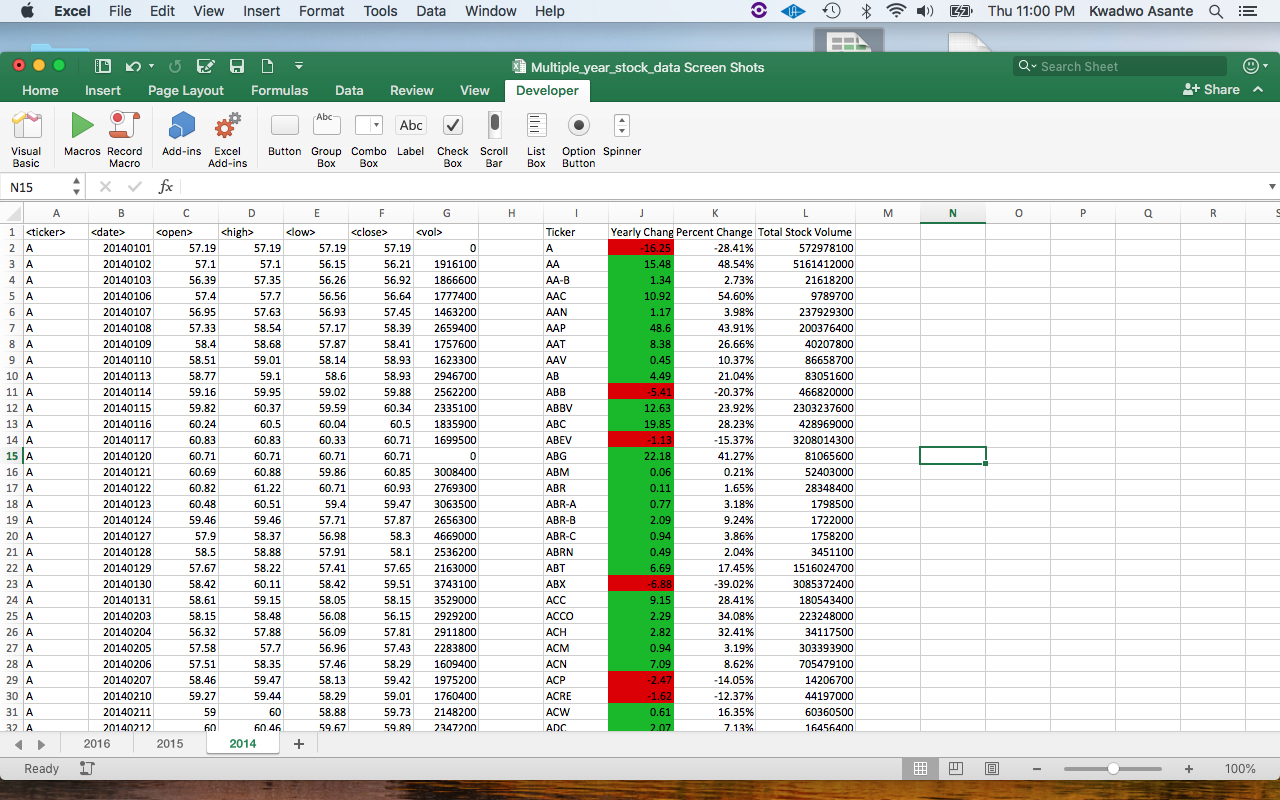 Excel File Edit View Insert Format Tools Data Window Help Thu 11:00 PM Kwadwo Asante
Multiple_year_stock_data Screen Shots Search Sheet
Home Insert Page Layout Formulas Data Review View Developer Share
Abc Abc
Visual Basic Macros Record Macro Add-ins Excel Add-ins Button Group Box Combo Box Label Check Box Scroll Bar List Box Option Button Spinner
N15 fx
A B C D E F G H I J K L M N O P Q R S
1 <ticker> <date> <open> <high> <low> <close> <vol> Ticker Yearly Chang Percent Change Total Stock Volume
2 A 20140101 57.19 57.19 57.19 57.19 0 A -16.25 -28.41% 572978100
3 A 20140102 57.1 57.1 56.15 56.21 1916100 AA 15.48 48.54% 5161412000
4 A 20140103 56.39 57.35 56.26 56.92 1866600 AA-B 1.34 2.73% 21618200
5 A 20140106 57.4 57.7 56.56 56.64 1777400 AAC 10.92 54.60% 9789700
6 A 20140107 56.95 57.63 56.93 57.45 1463200 AAN 1.17 3.98% 237929300
7 A 20140108 57.33 58.54 57.17 58.39 2659400 AAP 48.6 43.91% 200376400
8 A 20140109 58.4 58.68 57.87 58.41 1757600 AAT 8.38 26.66% 40207800
9 A 20140110 58.51 59.01 58.14 58.93 1623300 AAV 0.45 10.37% 86658700
10 A 20140113 58.77 59.1 58.6 58.93 2946700 AB 4.49 21.04% 83051600
11 A 20140114 59.16 59.95 59.02 59.88 2562200 ABB -5.41 -20.37% 466820000
12 A 20140115 59.82 60.37 59.59 60.34 2335100 ABBV 12.63 23.92% 2303237600
13 A 20140116 60.24 60.5 60.04 60.5 1835900 ABC 19.85 28.23% 428969000
14 A 20140117 60.83 60.83 60.33 60.71 1699500 ABEV -1.13 -15.37% 3208014300
15 A 20140120 60.71 60.71 60.71 60.71 0 ABG 22.18 41.27% 81065600
16 A 20140121 60.69 60.88 59.86 60.85 3008400 ABM 0.06 0.21% 52403000
17 A 20140122 60.82 61.22 60.71 60.93 2769300 ABR 0.11 1.65% 28348400
18 A 20140123 60.48 60.51 59.4 59.47 3063500 ABR-A 0.77 3.18% 1798500
19 A 20140124 59.46 59.46 57.71 57.87 2656300 ABR-B 2.09 9.24% 1722000
20 A 20140127 57.9 58.37 56.98 58.3 4669000 ABR-C 0.94 3.86% 1758200
21 A 20140128 58.5 58.88 57.91 58.1 2536200 ABRN 0.49 2.04% 3451100
22 A 20140129 57.67 58.22 57.41 57.65 2163000 ABT 6.69 17.45% 1516024700
23 A 20140130 58.42 60.11 58.42 59.51 3743100 ABX -6.88 -39.02% 3085372400
24 A 20140131 58.61 59.15 58.05 58.15 3529000 ACC 9.15 28.41% 180543400
25 A 20140203 58.15 58.48 56.08 56.15 2929200 ACCO 2.29 34.08% 223248000
26 A 20140204 56.32 57.88 56.09 57.81 2911800 ACH 2.82 32.41% 34117500
27 A 20140205 57.58 57.7 56.96 57.43 2283800 ACM 0.94 3.19% 303393900
28 A 20140206 57.51 58.35 57.46 58.29 1609400 ACN 7.09 8.62% 705479100
29 A 20140207 58.46 59.47 58.13 59.42 1975200 ACP -2.47 -14.05% 14206700
30 A 20140210 59.27 59.44 58.29 59.01 1760400 ACRE -1.62 -12.37% 44197000
31 A 20140211 59 60 58.88 59.73 2148200 ACW 0.61 16.35% 60360500
32 A 20140212 60 60.46 59.67 59.89 2347200 ADC 2.07 7.13% 16456400
2016 2015 2014
Ready 100%